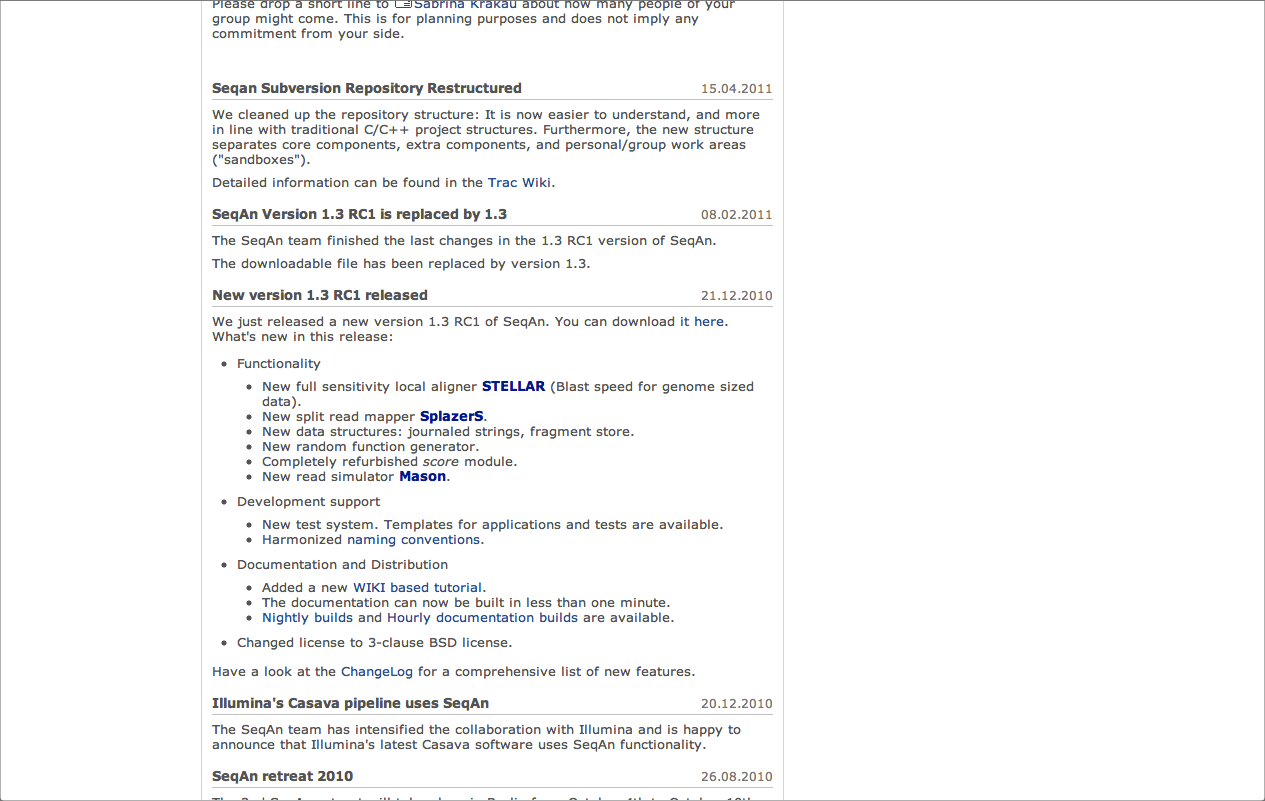 Please drop a short line to Sabrina Krakau about how many people of your
group might come. This is for planning purposes and does not imply any
commitment from your side.
Seqan Subversion Repository Restructured 15.04.2011
We cleaned up the repository structure: It is now easier to understand, and more
in line with traditional C/C++ project structures. Furthermore, the new structure
separates core components, extra components, and personal/group work areas
("sandboxes").
Detailed information can be found in the Trac Wiki.
SeqAn Version 1.3 RC1 is replaced by 1.3 08.02.2011
The SeqAn team finished the last changes in the 1.3 RC1 version of SeqAn.
The downloadable file has been replaced by version 1.3.
New version 1.3 RC1 released 21.12.2010
We just released a new version 1.3 RC1 of SeqAn. You can download it here.
What's new in this release:
Functionality
New full sensitivity local aligner STELLAR (Blast speed for genome sized
data).
New split read mapper SplazerS.
New data structures: journaled strings, fragment store.
New random function generator.
Completely refurbished score module.
New read simulator Mason.
Development support
New test system. Templates for applications and tests are available.
Harmonized naming conventions.
Documentation and Distribution
Added a new WIKI based tutorial.
The documentation can now be built in less than one minute.
Nightly builds and Hourly documentation builds are available.
Changed license to 3-clause BSD license.
Have a look at the ChangeLog for a comprehensive list of new features.
Illumina's Casava pipeline uses SeqAn 20.12.2010
The SeqAn team has intensified the collaboration with Illumina and is happy to
announce that Illumina's latest Casava software uses SeqAn functionality.
SeqAn retreat 2010 26.08.2010